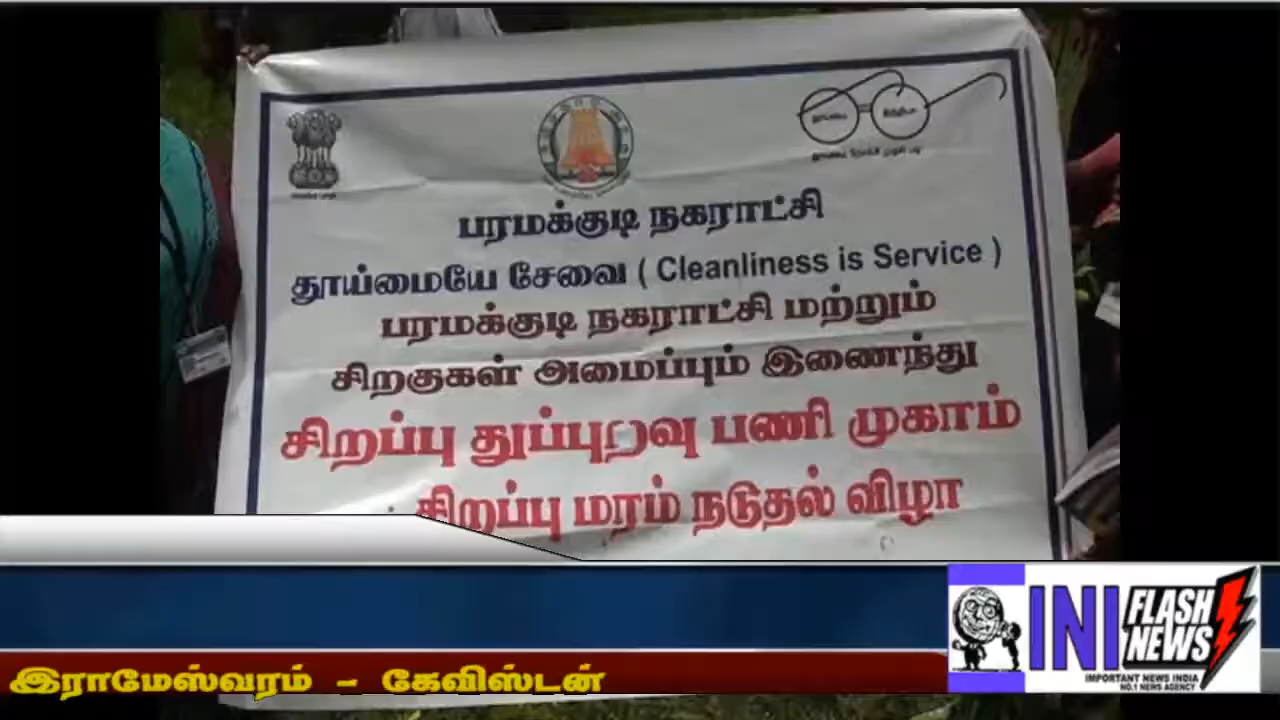 பரமக்குடி நகராட்சி
தூய்மையே சேவை ( Cleanliness is Service )
பரமக்குடி நகராட்சி மற்றும்
சிறகுகள் அமைப்பும் இணைந்து
சிறப்பு துப்புரவு பணி முகாம்
சிறப்பு மரம் நடுதல் விழா
INI FLASH NEWS
IMPORTANT NEWS INDIA
NO.1 NEWS AGENCY
இராமேஸ்வரம் - கேவிஸ்டன்